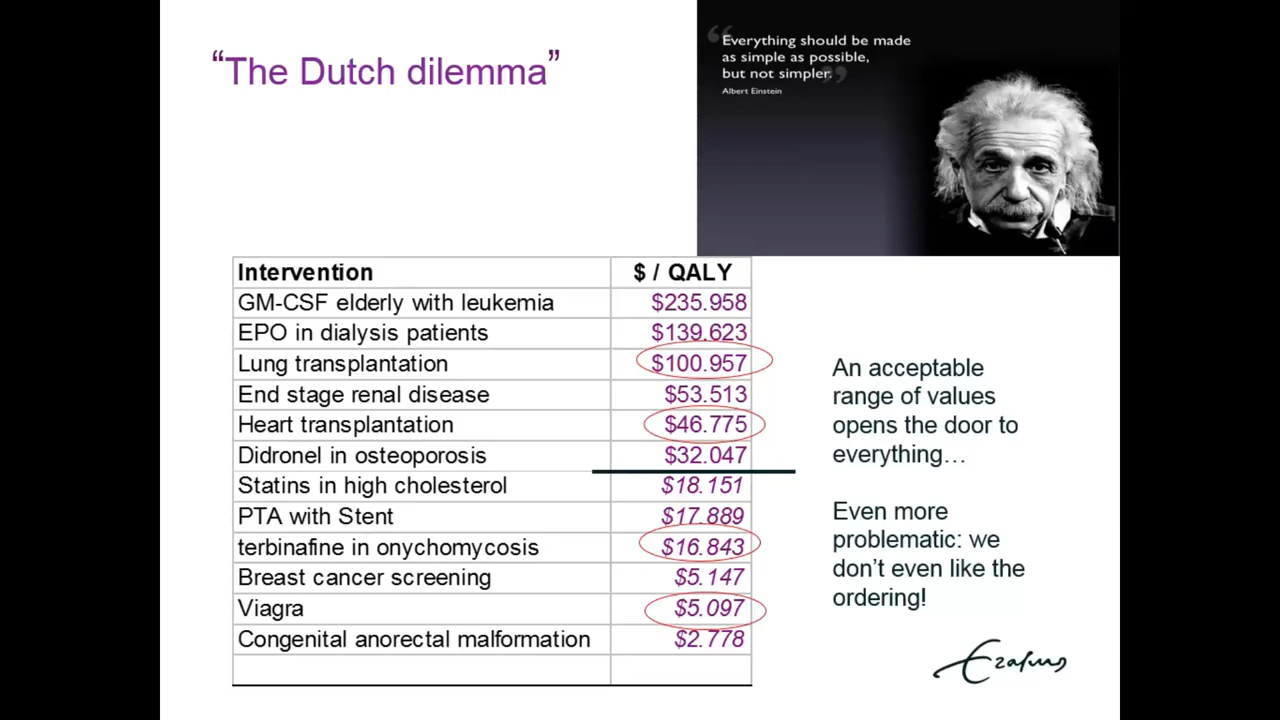 “The Dutch dilemma”
“Everything should be made
as simple as possible,
but not simpler.”
Albert Einstein
Intervention $ / QALY
GM-CSF elderly with leukemia $235.958
EPO in dialysis patients $139.623
Lung transplantation $100.957
End stage renal disease $53.513
Heart transplantation $46.775
Didronel in osteoporosis $32.047
Statins in high cholesterol $18.151
PTA with Stent $17.889
terbinafine in onychomycosis $16.843
Breast cancer screening $5.147
Viagra $5.097
Congenital anorectal malformation $2.778
An acceptable
range of values
opens the door to
everything…
Even more
problematic: we
don’t even like the
ordering!
Erasmus